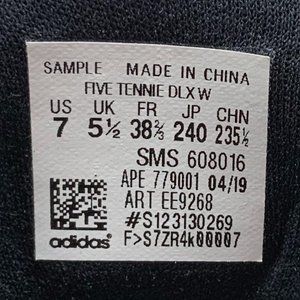 SAMPLE MADE IN CHINA
FIVE TENNIE DLX W
US UK FR JP CHN
7 5½ 38⅔ 240 235½
SMS 608016
APE 779001 04/19
ART EE9268
#S123130269
adidas F>S7ZR4k00007